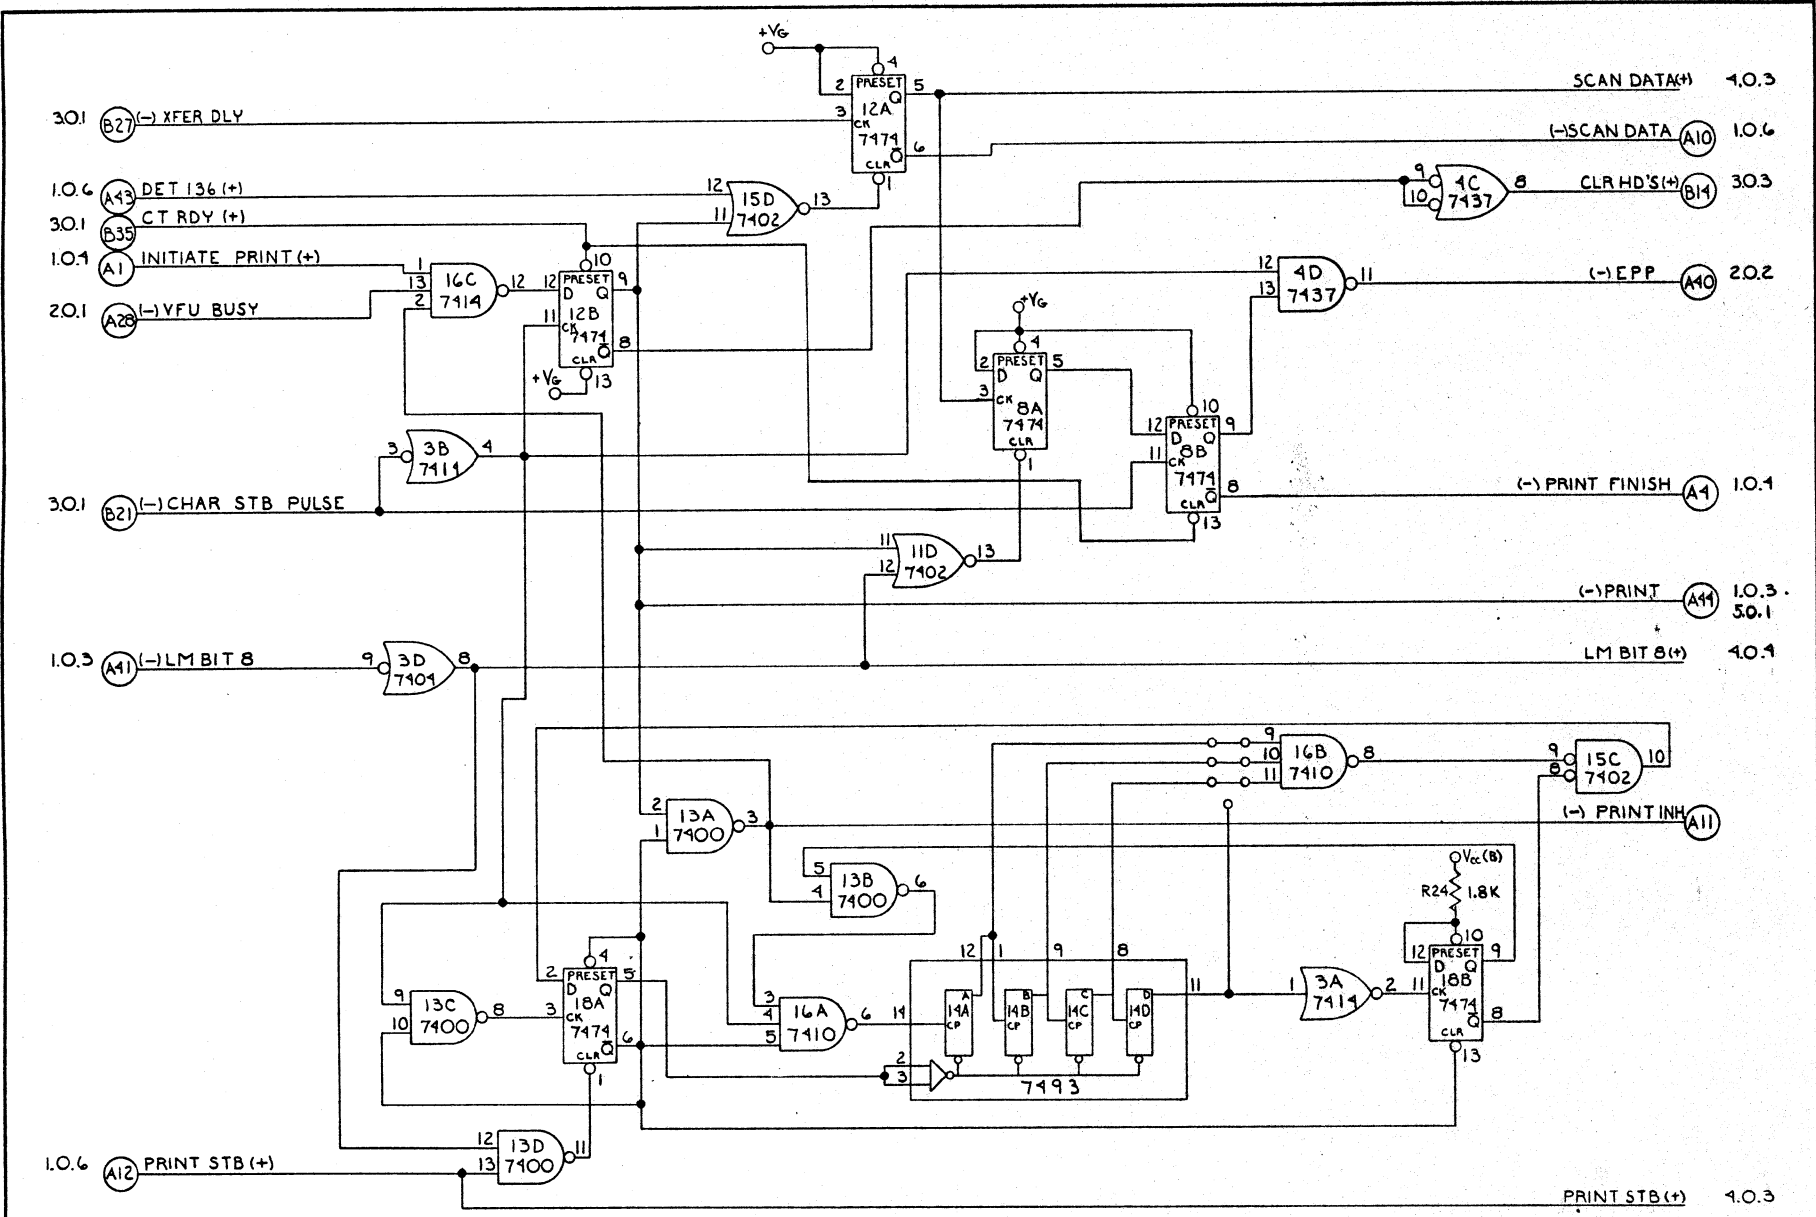 +VG
4
PRESET
2 Q 5
12A
3 CK
7474
Q 6
CLR
1
SCAN DATA(+) 4.0.3
3.0.1 B27 (-) XFER DLY
(-)SCAN DATA A10 1.0.6
1.0.6 A43 DET 136 (+)
12 15D 13
11 7402
9 4C 8
10 7437
CLR HD'S(+) B14 3.0.3
3.0.1 B35 CT RDY (+)
1.0.4 A1 INITIATE PRINT (+)
2.0.1 A28 (-) VFU BUSY
1 16C 12
13 7414
2
10
PRESET
12 D Q 9
12B
11 CK
7474
Q 8
CLR
+VG 13
12 4D 11
13 7437
(-) EPP A40 2.0.2
+VG
4
PRESET
2 D Q 5
3 CK
8A
7474
CLR
1
10
PRESET
12 D Q 9
8B
11 CK
7474
Q 8
CLR
13
(-) PRINT FINISH A4 1.0.4
3 3B 4
7414
3.0.1 B21 (-) CHAR STB PULSE
11 11D 13
12 7402
(-) PRINT A44 1.0.3
5.0.1
1.0.3 A41 (-) LM BIT 8
9 3D 8
7404
LM BIT 8(+) 4.0.4
9 16B 8
10 7410
11
9 15C 10
8 7402
2 13A 3
1 7400
(-) PRINT INH A11
5 13B 6
4 7400
Vcc(B)
R24 1.8K
10
PRESET
12 D Q 9
18B
11 CK
7474
Q 8
CLR
13
4
PRESET
2 D Q 5
18A
3 CK
7474
Q 6
CLR
1
9 13C 8
10 7400
3 16A 6
4 7410
5
12 1 9 8
A B C D
14 14A 14B 14C 14D 11
CP CP CP CP
2
3
7493
1 3A 2
7414
12 13D 11
13 7400
1.0.6 A12 PRINT STB (+)
PRINT STB(+) 4.0.3